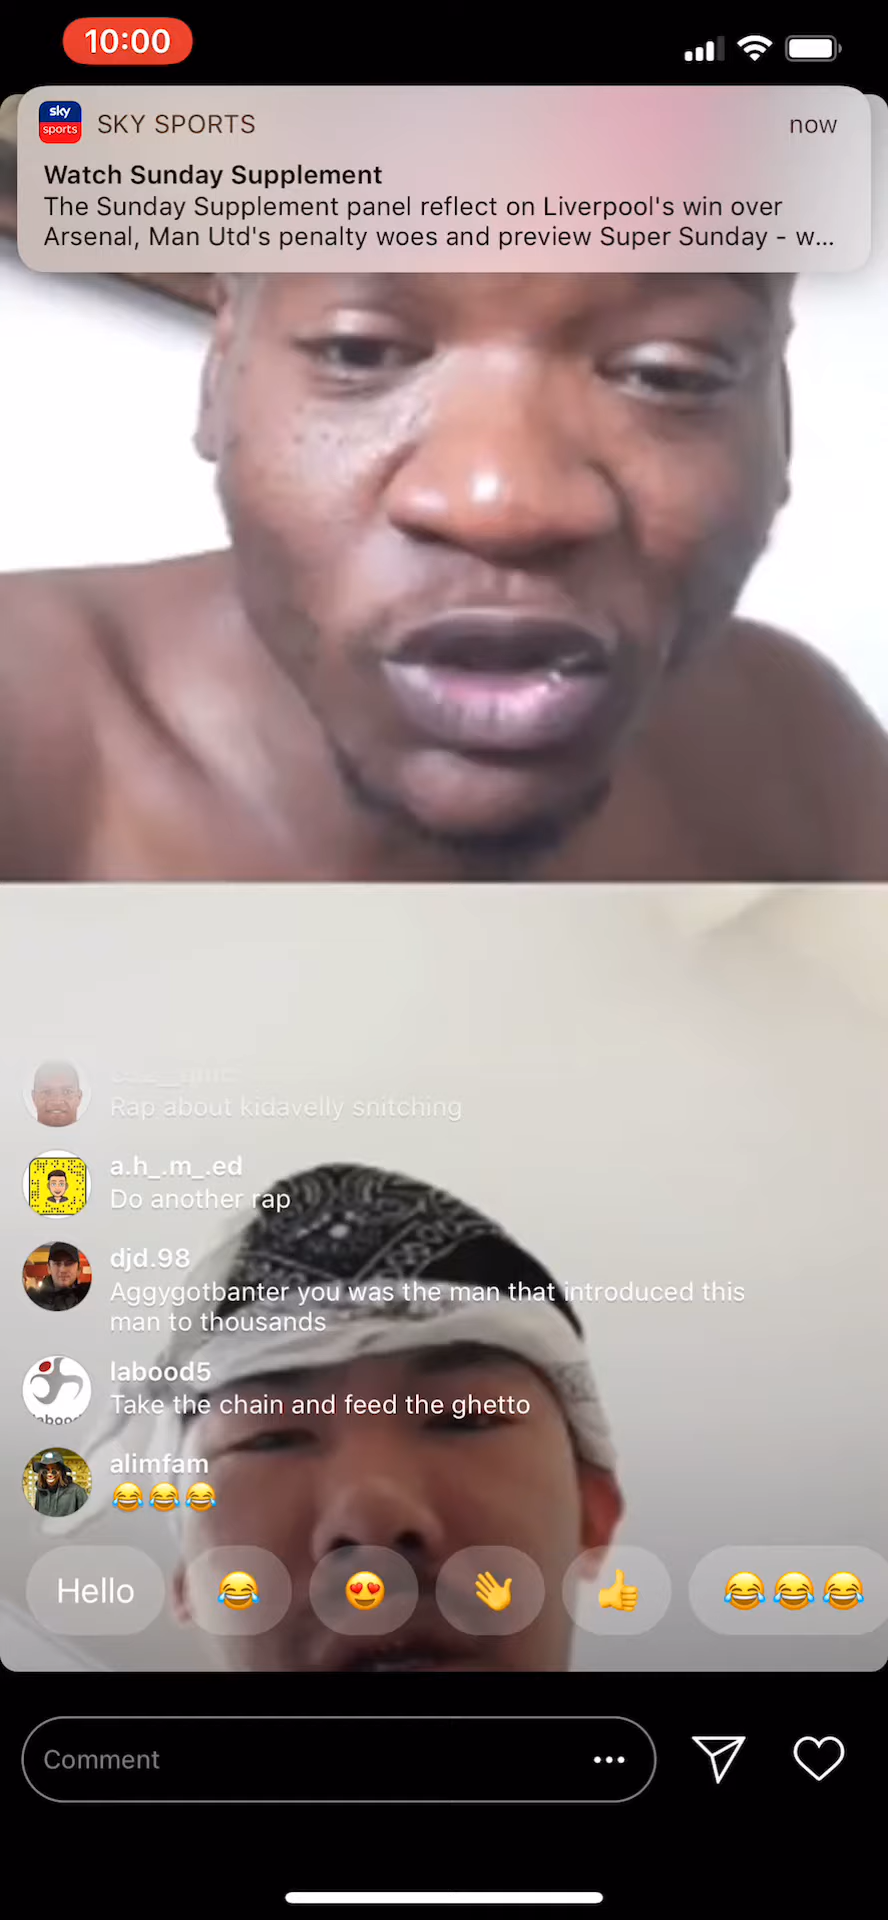 10:00
sky
sports
SKY SPORTS
now
Watch Sunday Supplement
The Sunday Supplement panel reflect on Liverpool's win over
Arsenal, Man Utd's penalty woes and preview Super Sunday - w...
Rap about kidavelly snitching
a.h_.m_.ed
Do another rap
djd.98
Aggygotbanter you was the man that introduced this
man to thousands
labood5
Take the chain and feed the ghetto
alimfam
😂😂😂
Hello 😂 😍 👋 👍 😂😂😂
Comment